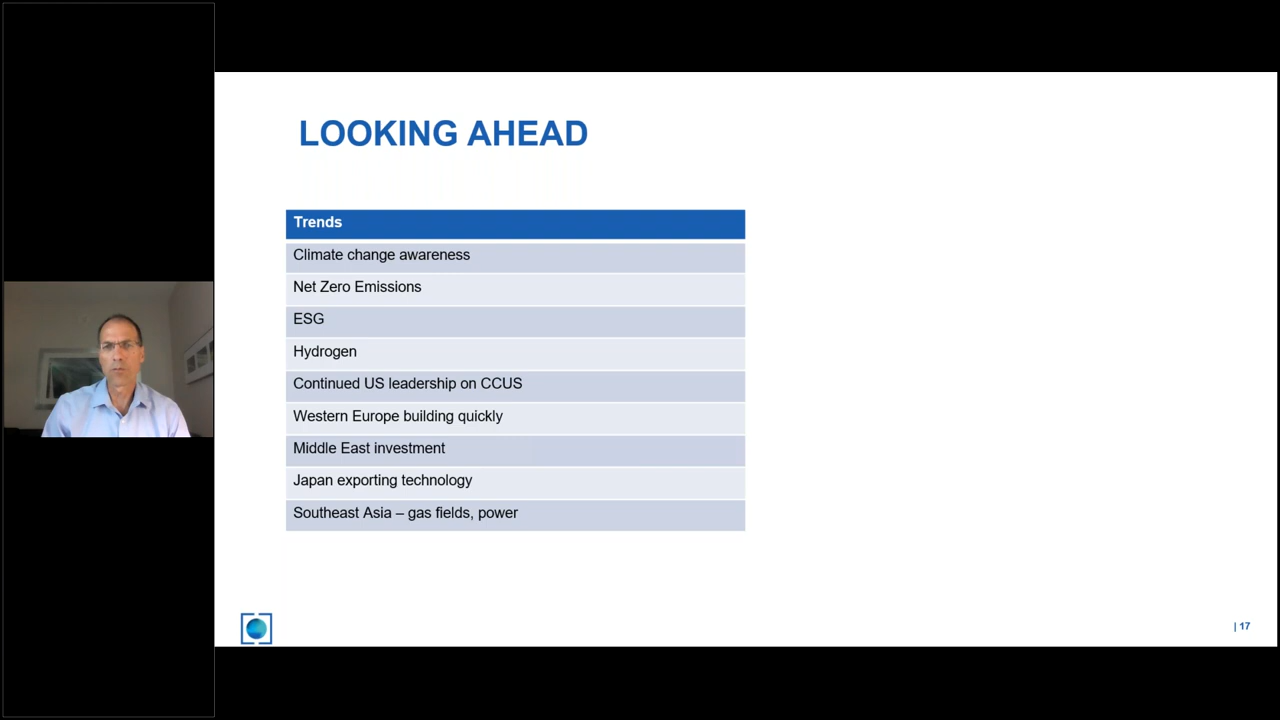 LOOKING AHEAD
Trends
Climate change awareness
Net Zero Emissions
ESG
Hydrogen
Continued US leadership on CCUS
Western Europe building quickly
Middle East investment
Japan exporting technology
Southeast Asia – gas fields, power
| 17